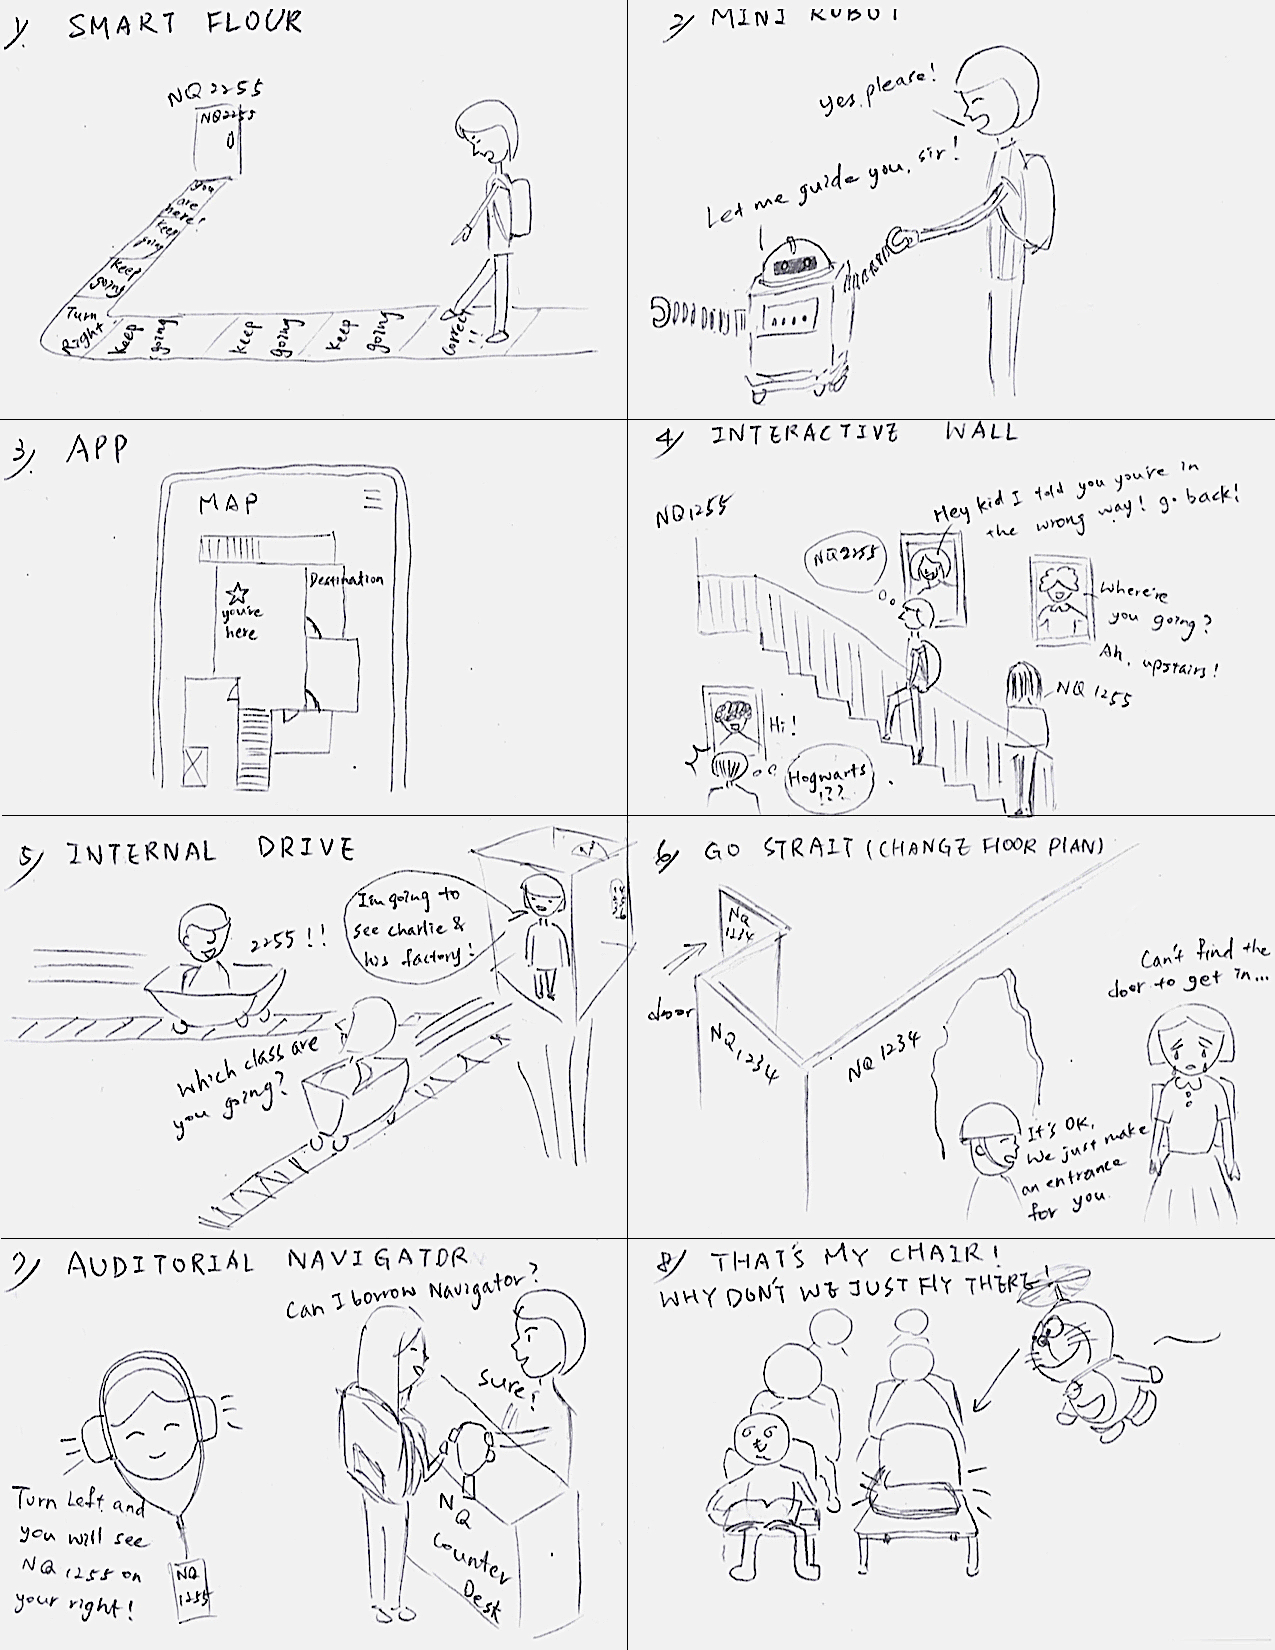 1) SMART FLOUR
NQ2255
NQ2255
you
are
here!
keep
going
keep
going
Turn
Right
keep
going
keep
going
keep
going
correct
!!
2) MINI ROBOT
yes, please!
Let me guide you, sir!
3) APP
MAP
Destination
you're
here
4) INTERACTIVE WALL
NQ1255
Hey kid I told you you're in
the wrong way! go back!
NQ2255
Where're
you going?
Ah, upstairs!
NQ 1255
Hi!
Hogwarts
!??
5) INTERNAL DRIVE
2255!!
I'm going to
see charlie &
his factory!
Which class are
you going?
6) GO STRAIT (CHANGE FLOOR PLAN)
NQ
1234
door
NQ 1234
NQ 1234
Can't find the
door to get in...
It's OK,
We just make
an entrance
for you.
7) AUDITORIAL NAVIGATOR
Can I borrow Navigator?
Sure!
Turn Left and
you will see
NQ 1255 on
your right!
NQ
1255
NQ
Counter
Desk
8) THAT'S MY CHAIR!
WHY DON'T WE JUST FLY THERE!